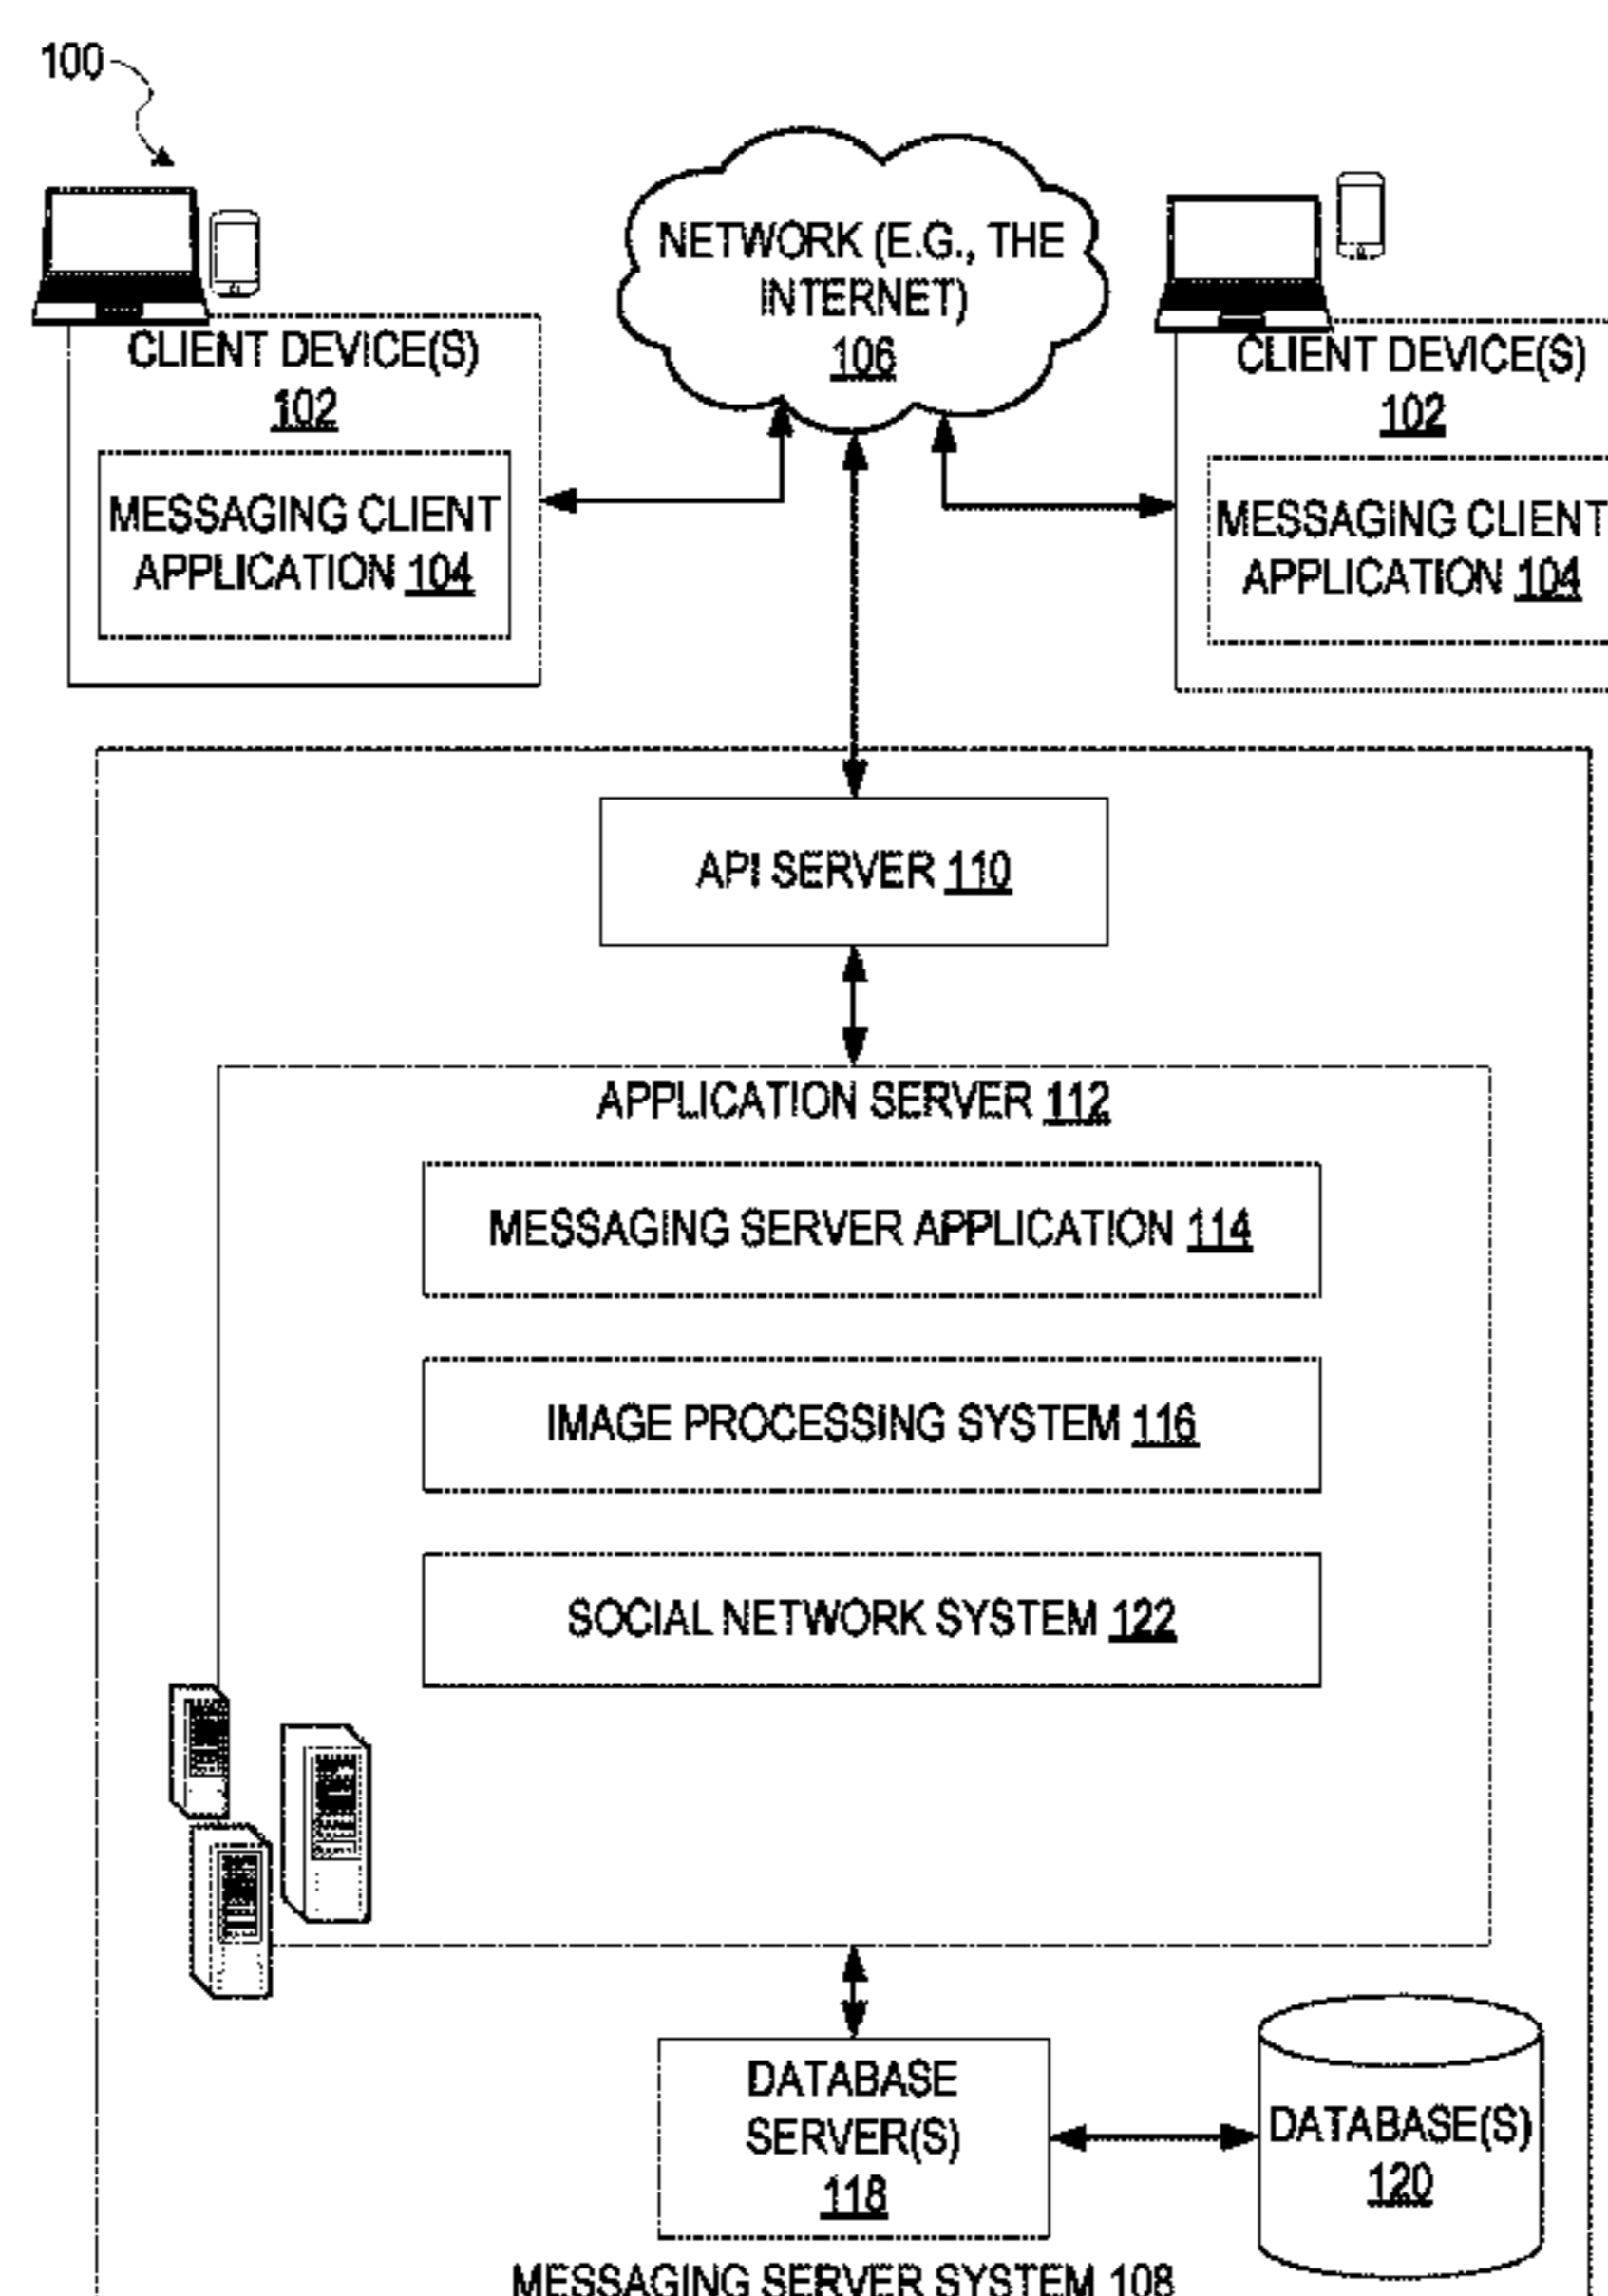 100
NETWORK (E.G., THE
INTERNET)
106
CLIENT DEVICE(S)
102
MESSAGING CLIENT
APPLICATION 104
CLIENT DEVICE(S)
102
MESSAGING CLIENT
APPLICATION 104
API SERVER 110
APPLICATION SERVER 112
MESSAGING SERVER APPLICATION 114
IMAGE PROCESSING SYSTEM 116
SOCIAL NETWORK SYSTEM 122
DATABASE
SERVER(S)
118
DATABASE(S)
120
MESSAGING SERVER SYSTEM 108